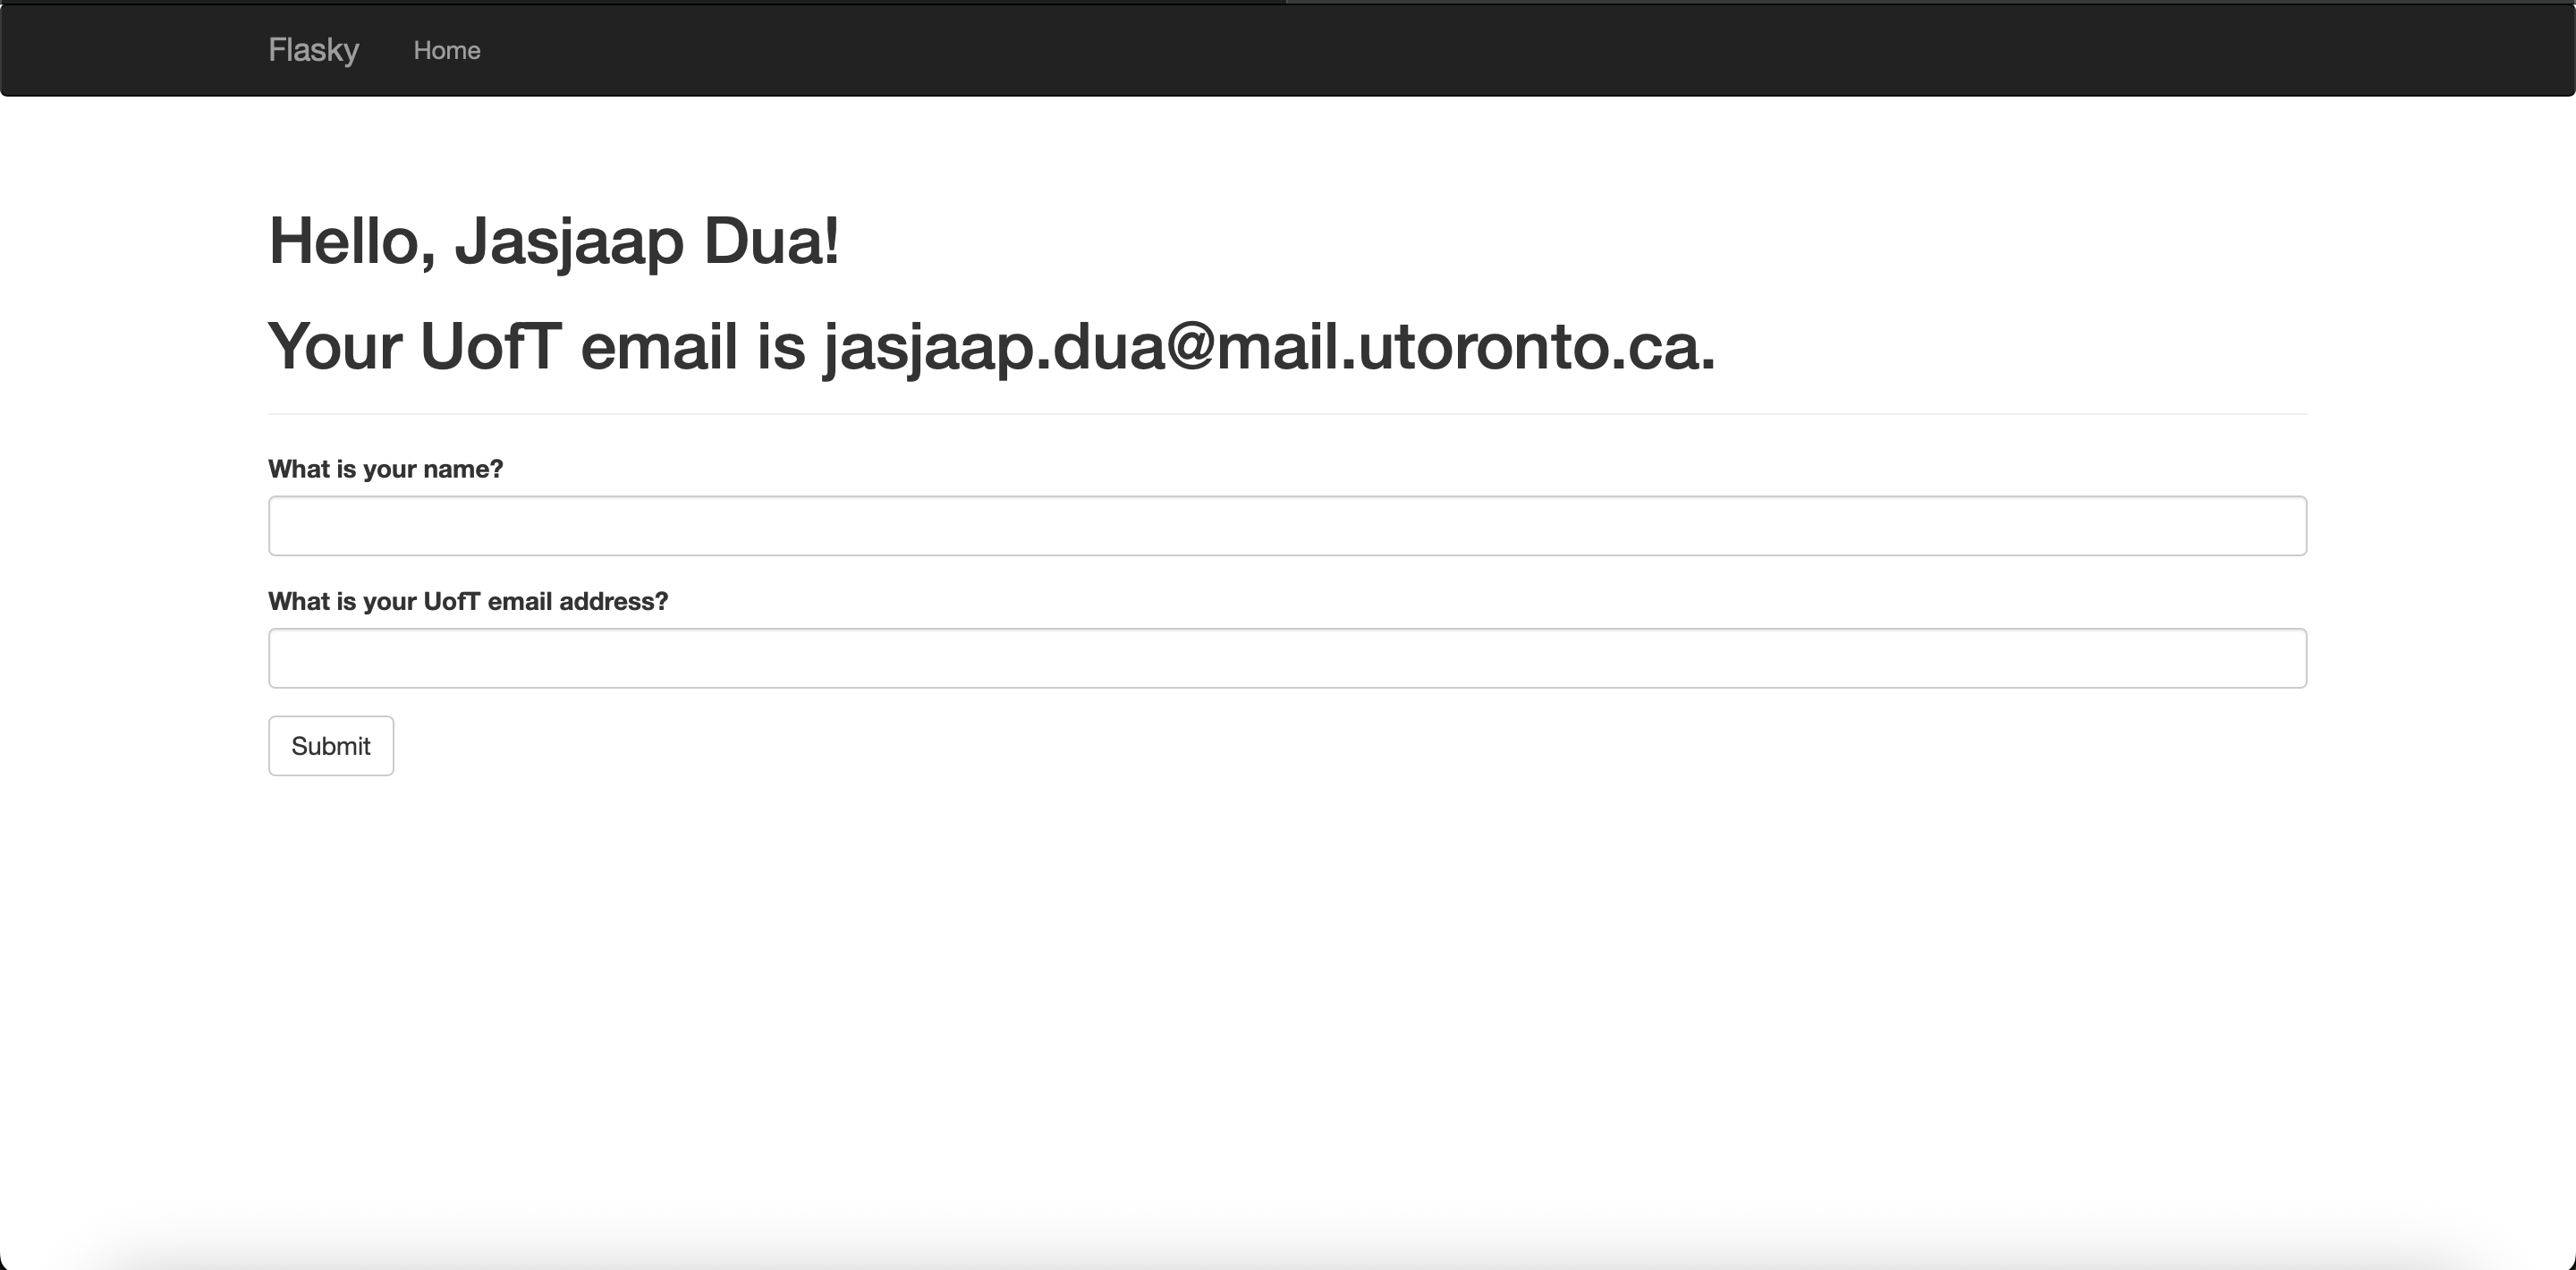 Flasky Home
Hello, Jasjaap Dua!
Your UofT email is jasjaap.dua@mail.utoronto.ca.
What is your name?
What is your UofT email address?
Submit